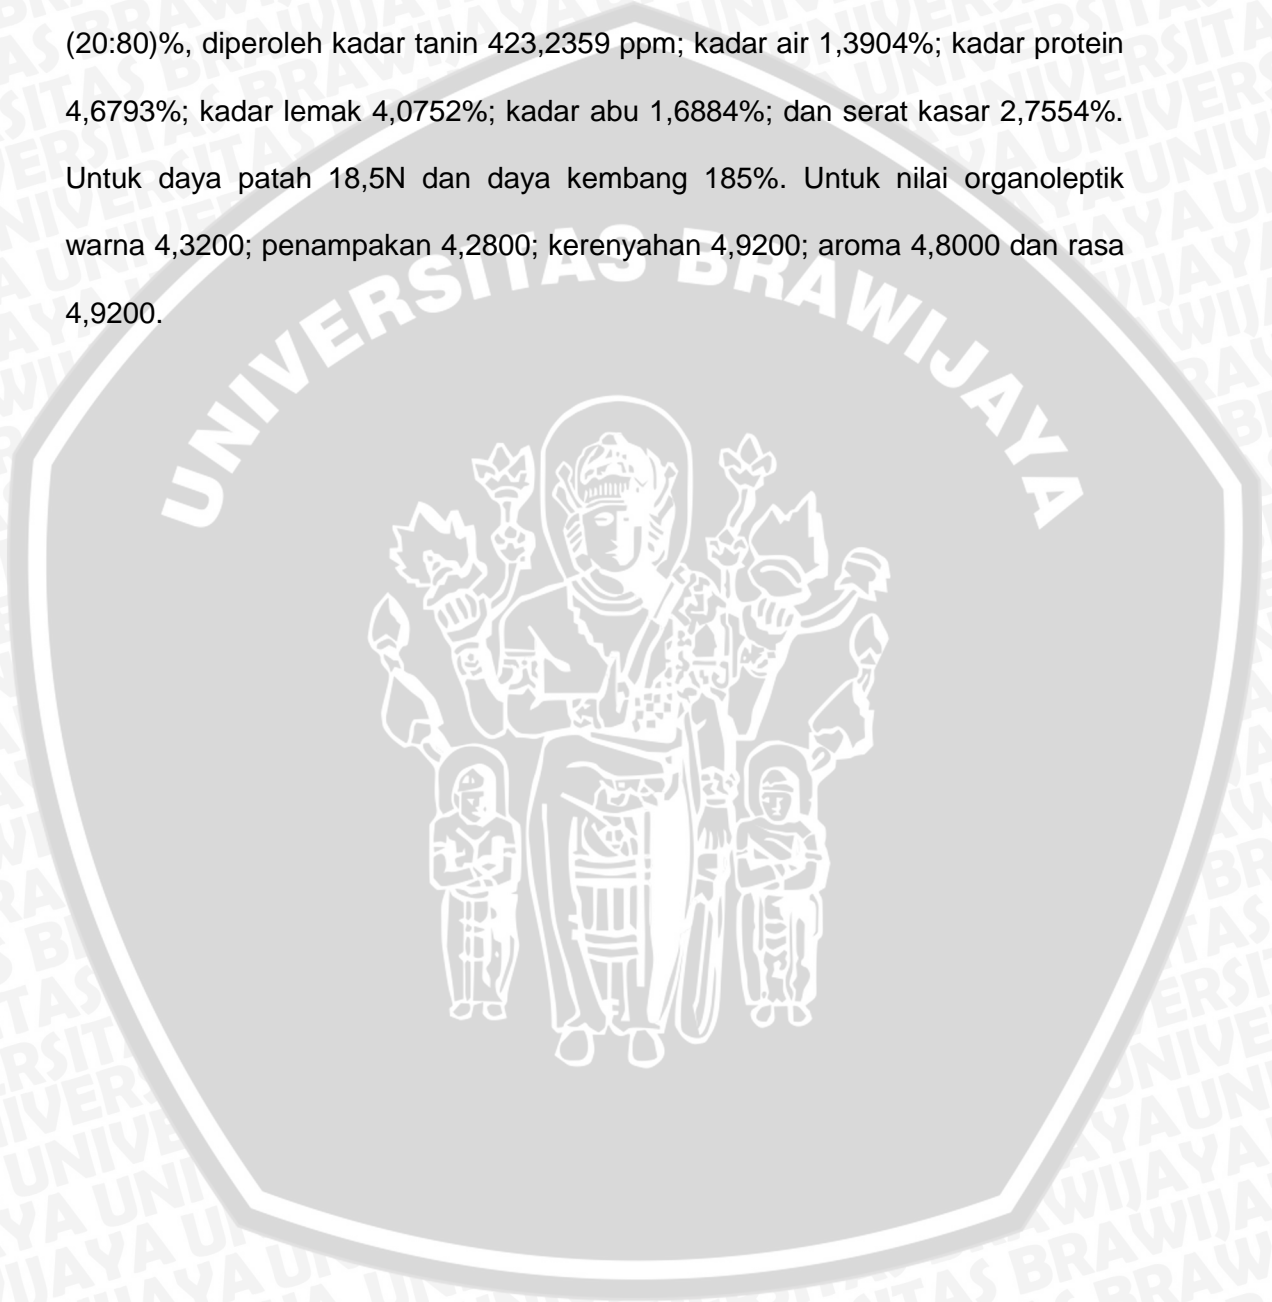 (20:80)%, diperoleh kadar tanin 423,2359 ppm; kadar air 1,3904%; kadar protein
4,6793%; kadar lemak 4,0752%; kadar abu 1,6884%; dan serat kasar 2,7554%.
Untuk daya patah 18,5N dan daya kembang 185%. Untuk nilai organoleptik
warna 4,3200; penampakan 4,2800; kerenyahan 4,9200; aroma 4,8000 dan rasa
4,9200.
UNIVERSITAS BRAWIJAYA